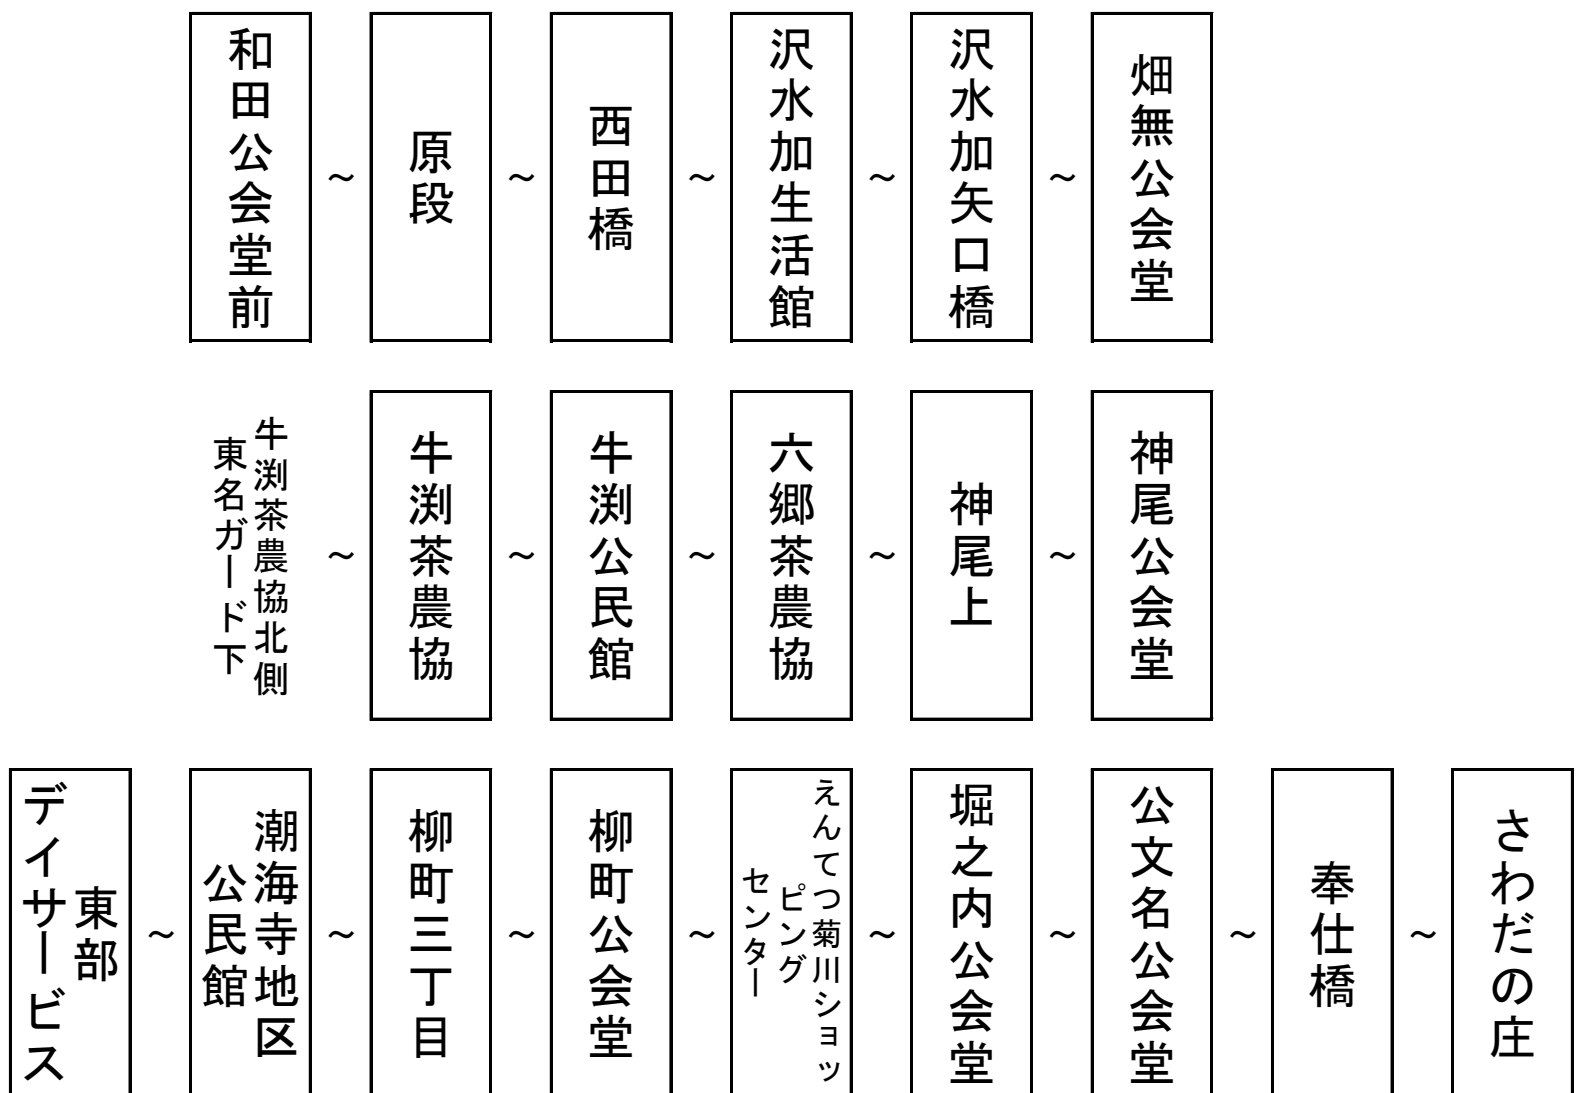 和田公会堂前
～
原段
～
西田橋
～
沢水加生活館
～
沢水加矢口橋
～
畑無公会堂
牛渕茶農協北側
東名ガード下
～
牛渕茶農協
～
牛渕公民館
～
六郷茶農協
～
神尾上
～
神尾公会堂
東部
デイサービス
～
潮海寺地区
公民館
～
柳町三丁目
～
柳町公会堂
～
えんてつ菊川ショッ
ピング
センター
～
堀之内公会堂
～
公文名公会堂
～
奉仕橋
～
さわだの庄